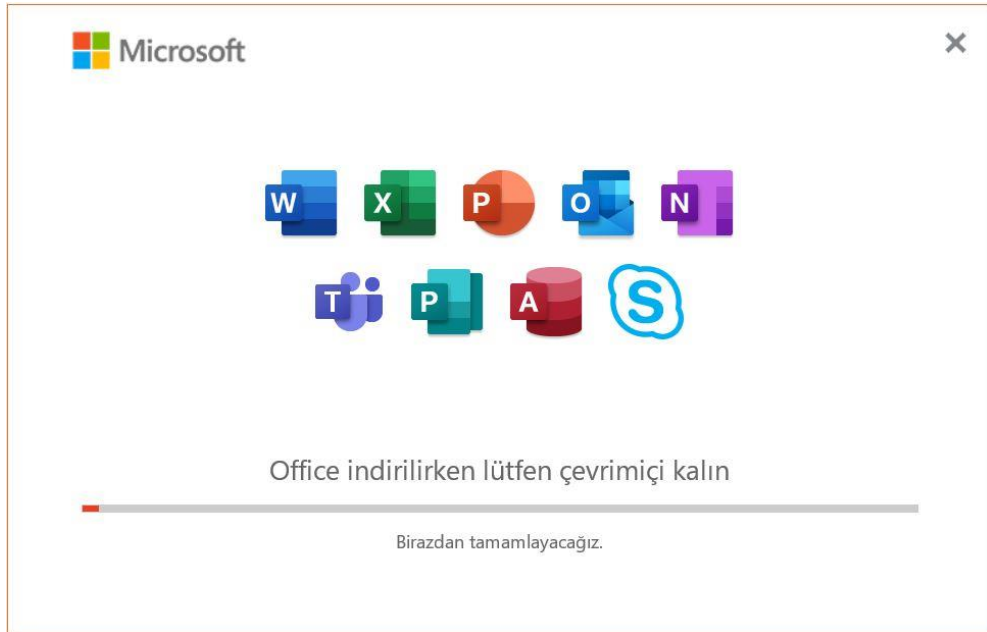 Microsoft
W X P O N
T P A S
Office indirilirken lütfen çevrimiçi kalın
Birazdan tamamlayacağız.